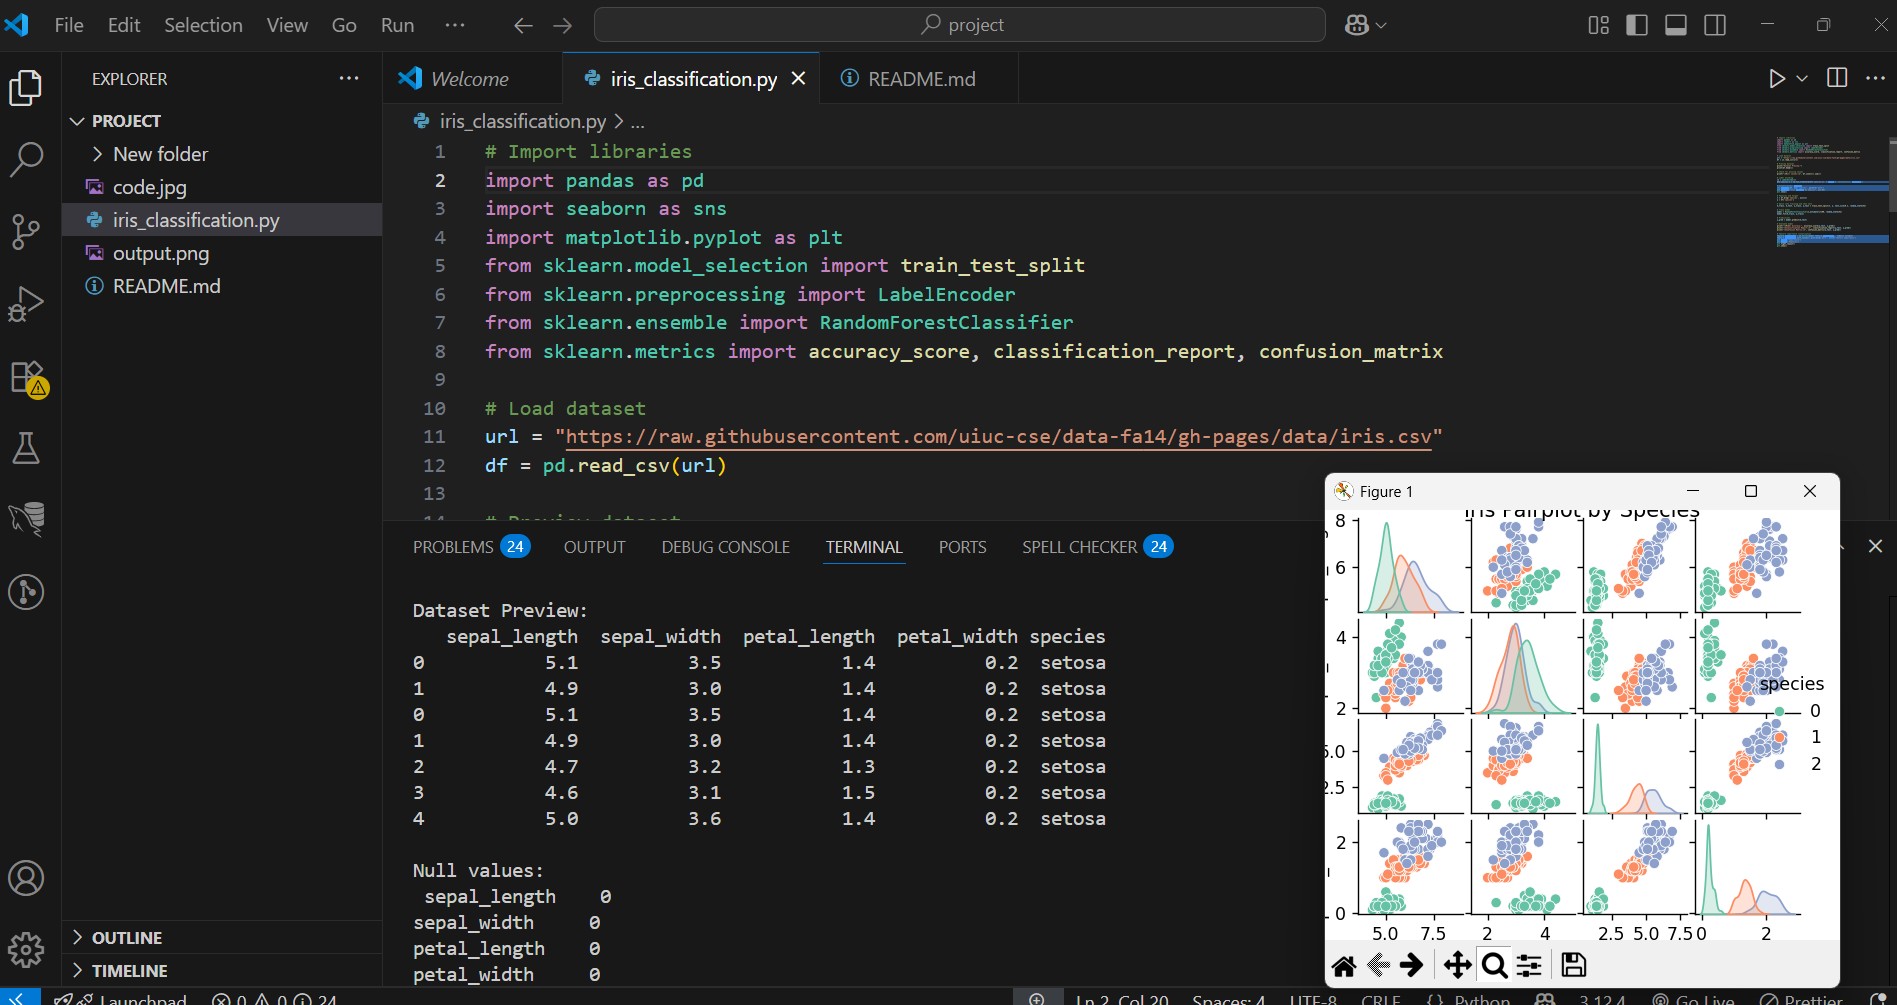 File Edit Selection View Go Run ... project
EXPLORER ...
PROJECT
New folder
code.jpg
iris_classification.py
output.png
README.md
OUTLINE
TIMELINE
Welcome iris_classification.py README.md
iris_classification.py > ...
1 # Import libraries
2 import pandas as pd
3 import seaborn as sns
4 import matplotlib.pyplot as plt
5 from sklearn.model_selection import train_test_split
6 from sklearn.preprocessing import LabelEncoder
7 from sklearn.ensemble import RandomForestClassifier
8 from sklearn.metrics import accuracy_score, classification_report, confusion_matrix
9
10 # Load dataset
11 url = "https://raw.githubusercontent.com/uiuc-cse/data-fa14/gh-pages/data/iris.csv"
12 df = pd.read_csv(url)
13
14 # Preview dataset
PROBLEMS 24 OUTPUT DEBUG CONSOLE TERMINAL PORTS SPELL CHECKER 24
Dataset Preview:
sepal_length sepal_width petal_length petal_width species
0 5.1 3.5 1.4 0.2 setosa
1 4.9 3.0 1.4 0.2 setosa
0 5.1 3.5 1.4 0.2 setosa
1 4.9 3.0 1.4 0.2 setosa
2 4.7 3.2 1.3 0.2 setosa
3 4.6 3.1 1.5 0.2 setosa
4 5.0 3.6 1.4 0.2 setosa
Null values:
sepal_length 0
sepal_width 0
petal_length 0
petal_width 0
Figure 1
Iris Pairplot by Species
8
6
4
2
5.0
2.5
2
0
5.0 7.5 2 4 2.5 5.0 7.5 0 2
species
0
1
2
Launchpad 0 0 24 Ln 2, Col 20 Spaces: 4 UTF-8 CRLF {} Python 3.12.4 Go Live Prettier